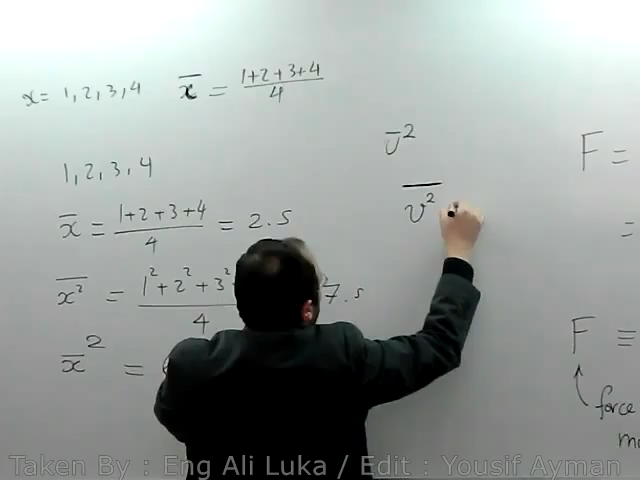 x = 1, 2, 3, 4   x̅ = (1+2+3+4)/4
1, 2, 3, 4
x̅ = (1+2+3+4)/4 = 2.5
x̅² = (1² + 2² + 3²)/4 7.5
x̅² =
v̅²
v̅²
F =
=
F ≡
force
Taken By : Eng Ali Luka / Edit : Yousif Ayman